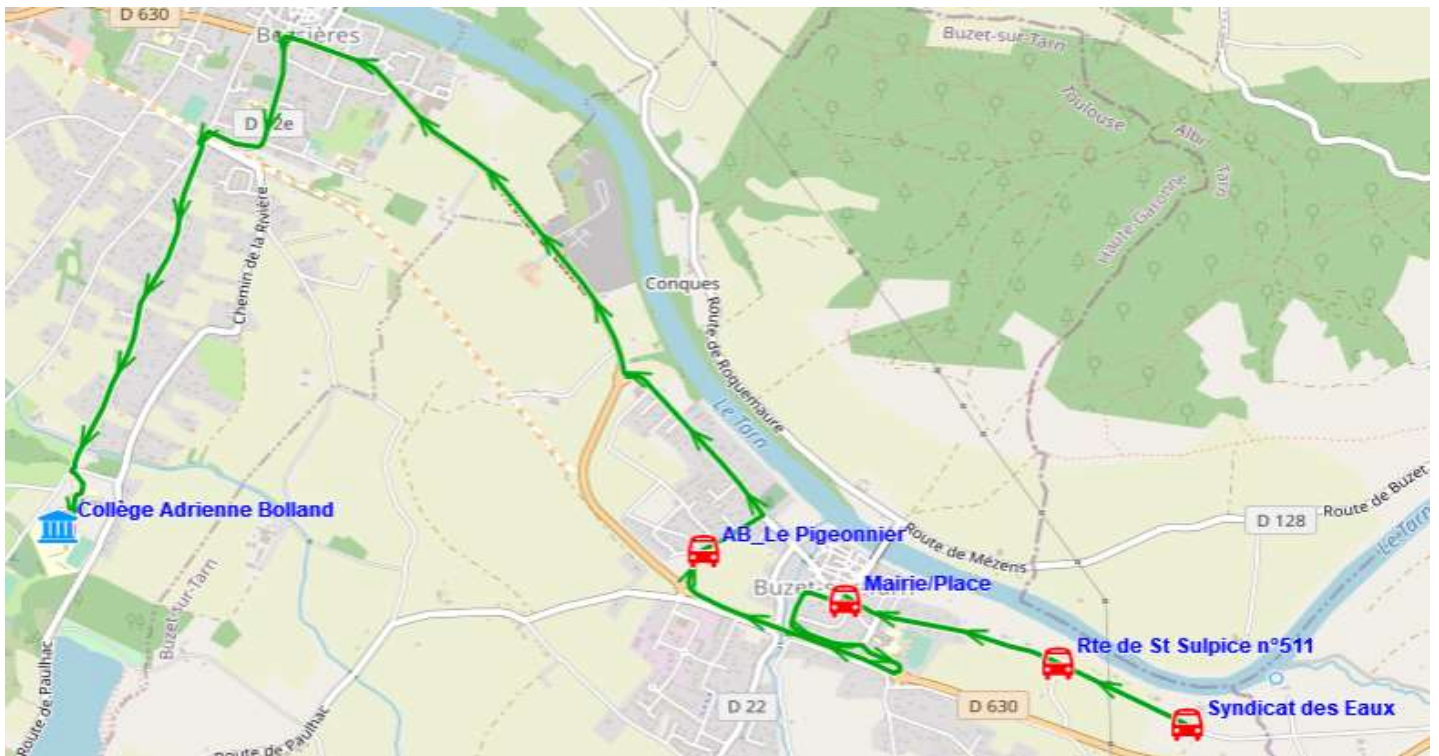 D 630
Bessières
Buzet-sur-Tarn
Toulouse
Albi
Tarn
Haute-Garonne
Chemin de la Rivière
Conques
Route de Roquemaure
Le Tarn
Collège Adrienne Bolland
AB_Le Pigeonnier
Route de Mézens
D 128
Route de Buzet
Le Tarn
Mairie/Place
Buzet-Sur-Tarn
Rte de St Sulpice n°511
Syndicat des Eaux
D 22
D 630
Route de Paulhac
Route de Paulhac